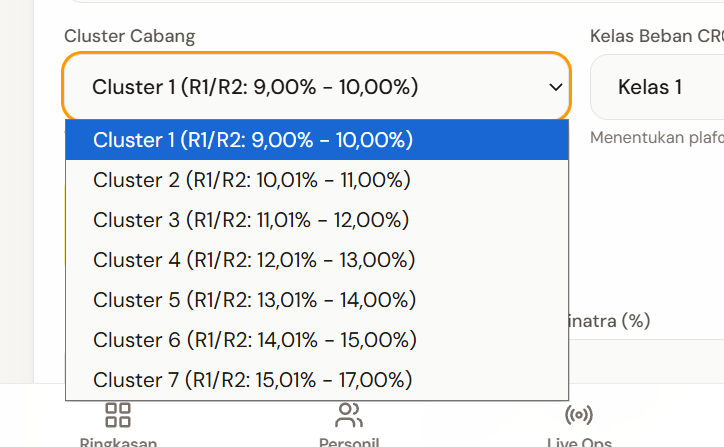 Cluster Cabang
Kelas Beban CRO
Cluster 1 (R1/R2: 9,00% - 10,00%)
Kelas 1
Cluster 1 (R1/R2: 9,00% - 10,00%)
Menentukan plafo
Cluster 2 (R1/R2: 10,01% - 11,00%)
Cluster 3 (R1/R2: 11,01% - 12,00%)
Cluster 4 (R1/R2: 12,01% - 13,00%)
Cluster 5 (R1/R2: 13,01% - 14,00%)
inatra (%)
Cluster 6 (R1/R2: 14,01% - 15,00%)
Cluster 7 (R1/R2: 15,01% - 17,00%)
Ringkasan
Personil
Live Ops